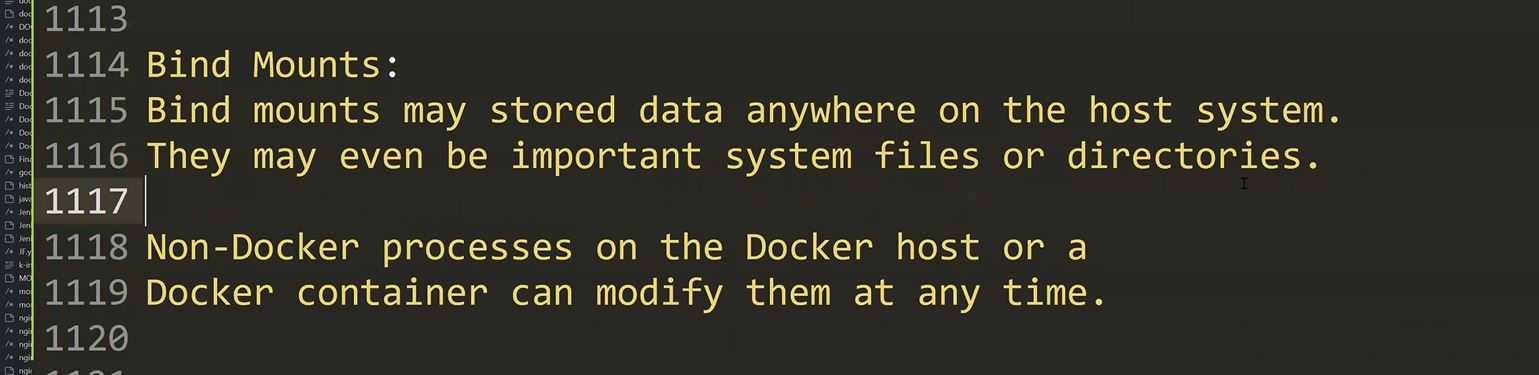 1113
1114 Bind Mounts:
1115 Bind mounts may stored data anywhere on the host system.
1116 They may even be important system files or directories.
1117
1118 Non-Docker processes on the Docker host or a
1119 Docker container can modify them at any time.
1120